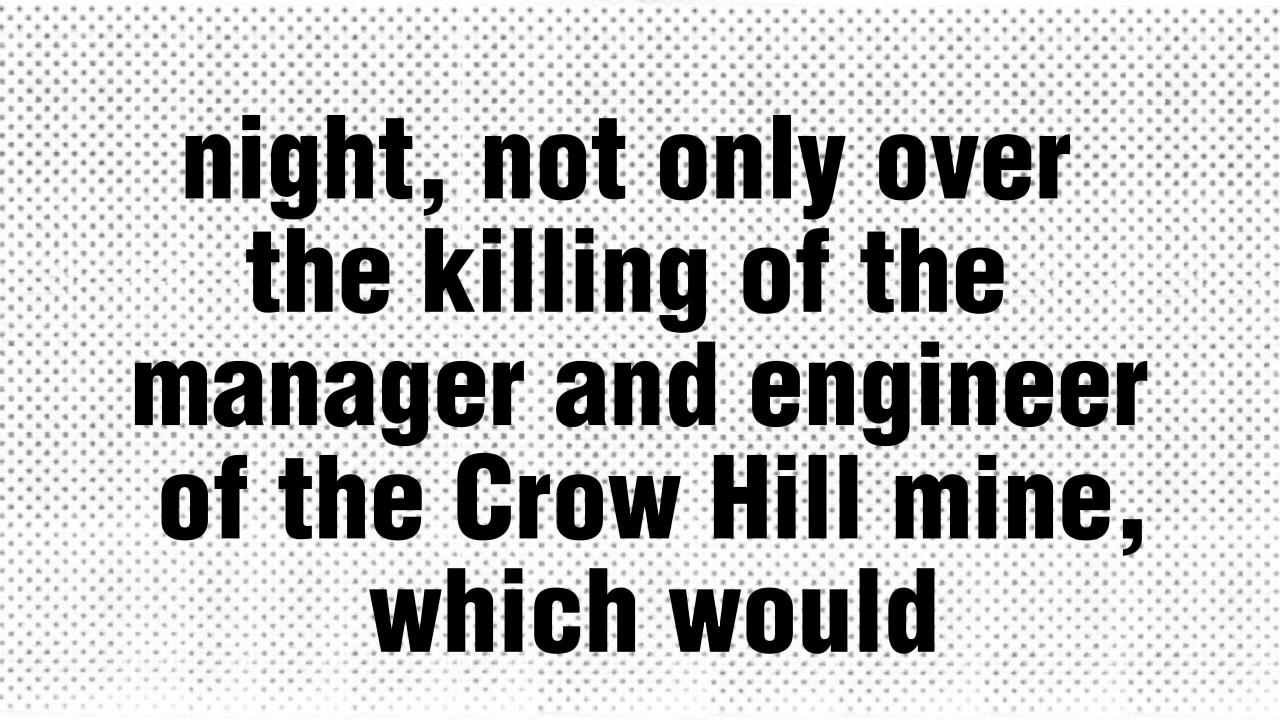 night, not only over
the killing of the
manager and engineer
of the Crow Hill mine,
which would